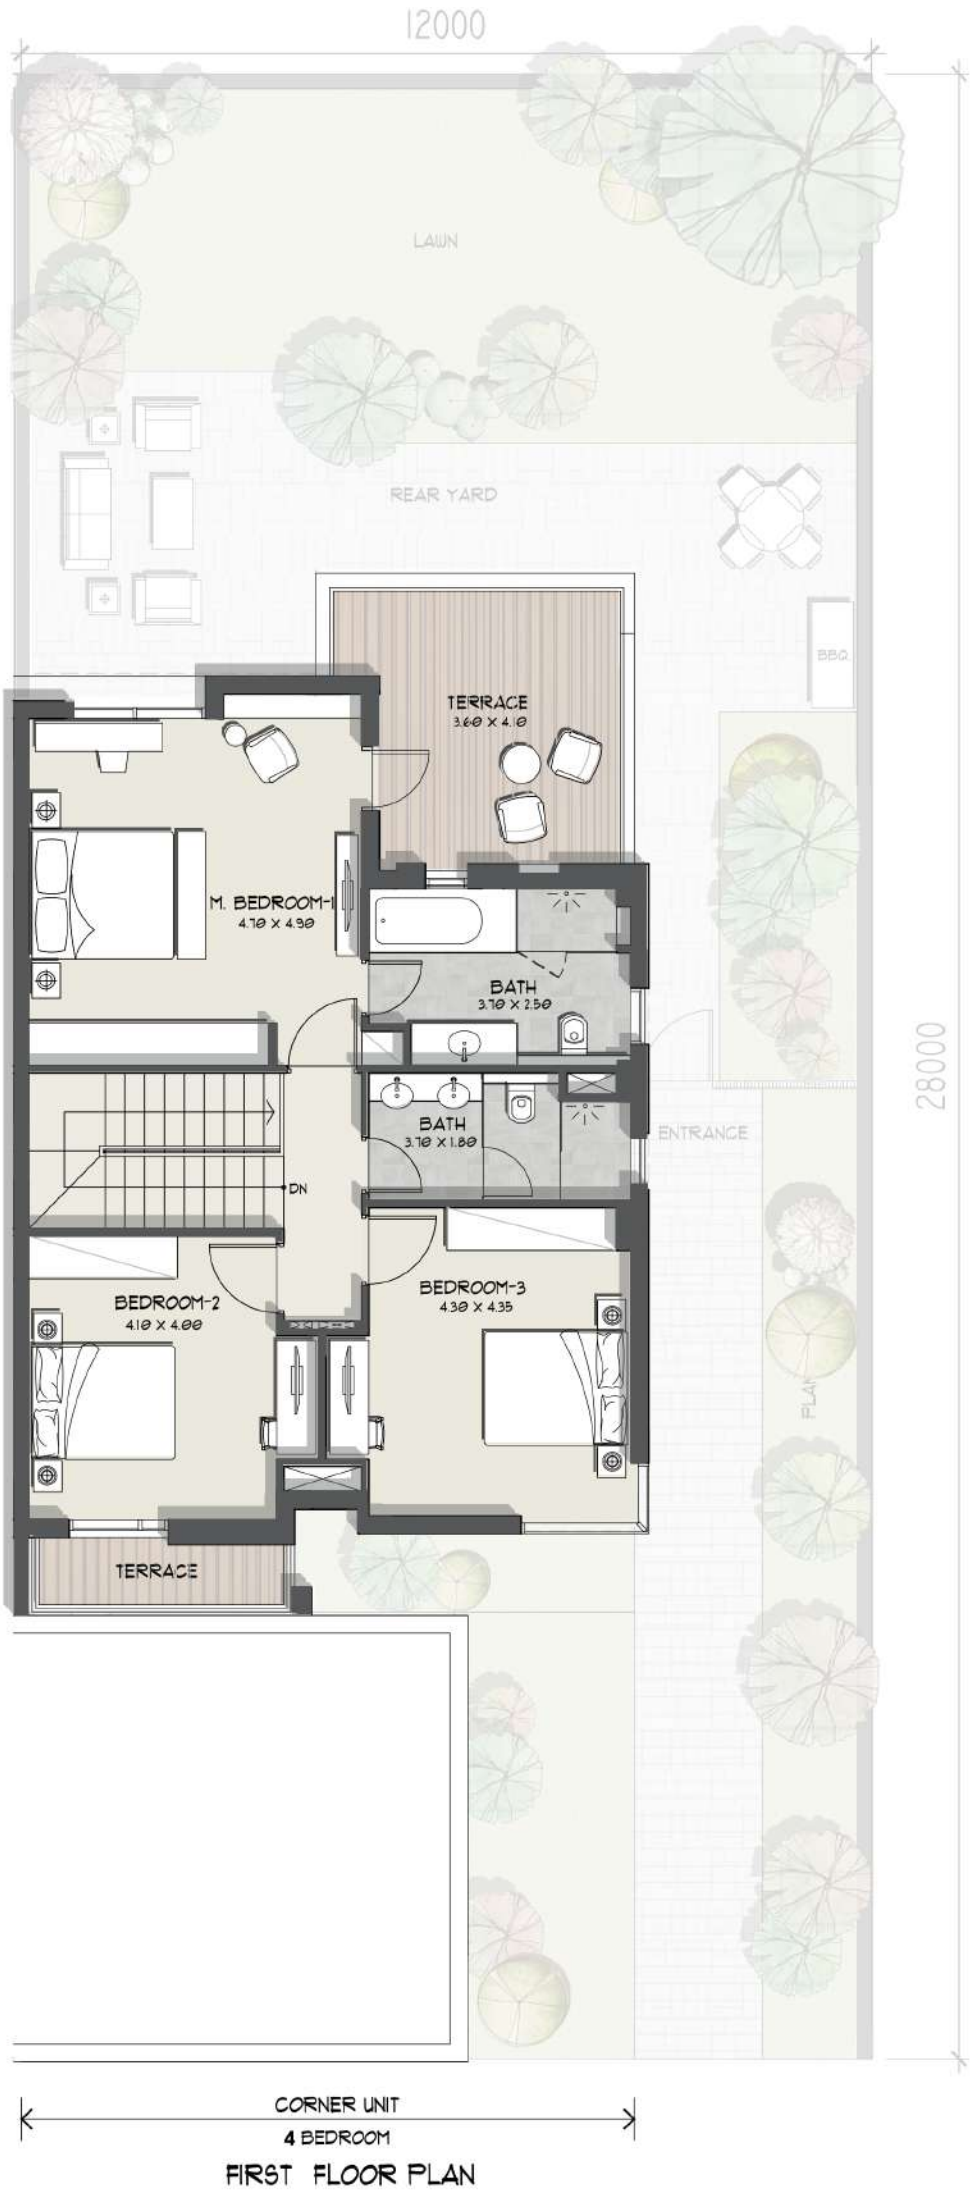 12000
LAWN
REAR YARD
BBQ
TERRACE
3.60 X 4.10
M. BEDROOM-1
4.70 X 4.90
BATH
3.70 X 2.50
28000
BATH
3.70 X 1.80
ENTRANCE
DN
BEDROOM-2
4.10 X 4.00
BEDROOM-3
4.30 X 4.35
TERRACE
CORNER UNIT
4 BEDROOM
FIRST FLOOR PLAN